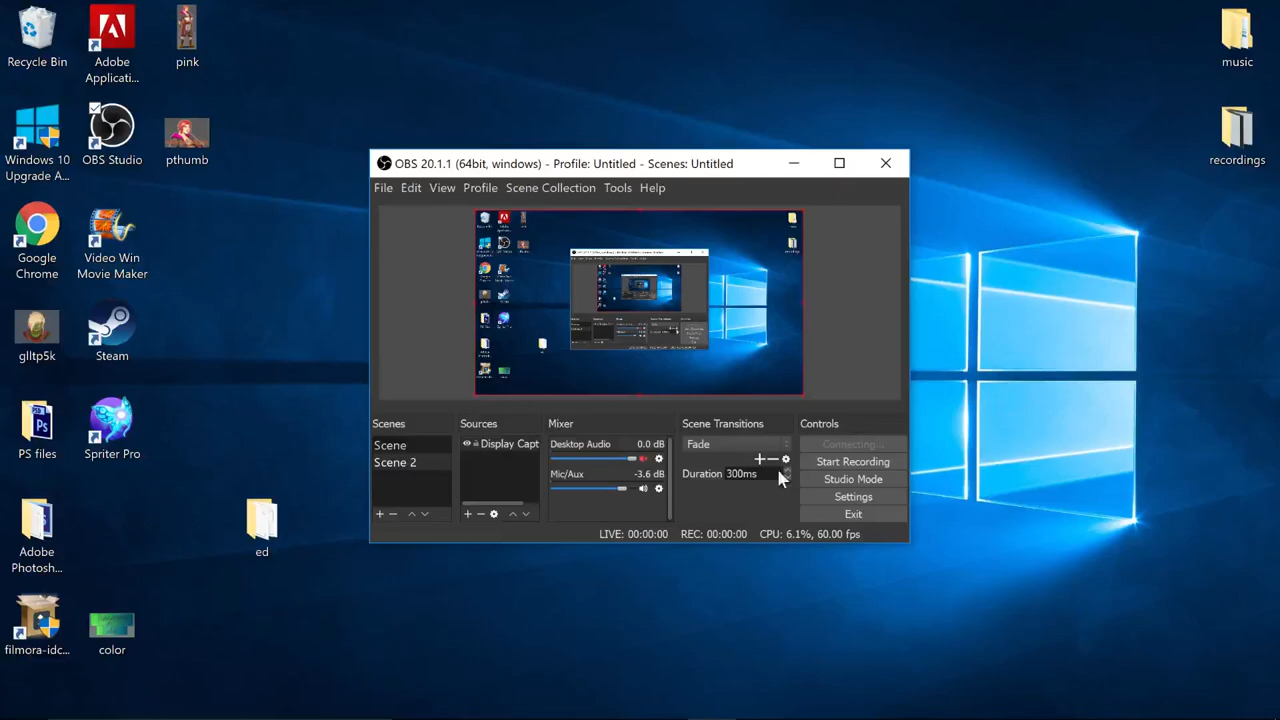 Recycle Bin
Adobe
Applicati...
pink
music
Windows 10
Upgrade A...
OBS Studio
pthumb
recordings
Google
Chrome
Video Win
Movie Maker
glltp5k
Steam
PS files
Spriter Pro
Adobe
Photosh...
ed
filmora-idc...
color
OBS 20.1.1 (64bit, windows) - Profile: Untitled - Scenes: Untitled
File Edit View Profile Scene Collection Tools Help
Scenes Sources Mixer Scene Transitions Controls
Scene
Scene 2
Display Capt
Desktop Audio 0.0 dB
Mic/Aux -3.6 dB
Fade
Duration 300ms
Connecting...
Start Recording
Studio Mode
Settings
Exit
LIVE: 00:00:00 REC: 00:00:00 CPU: 6.1%, 60.00 fps